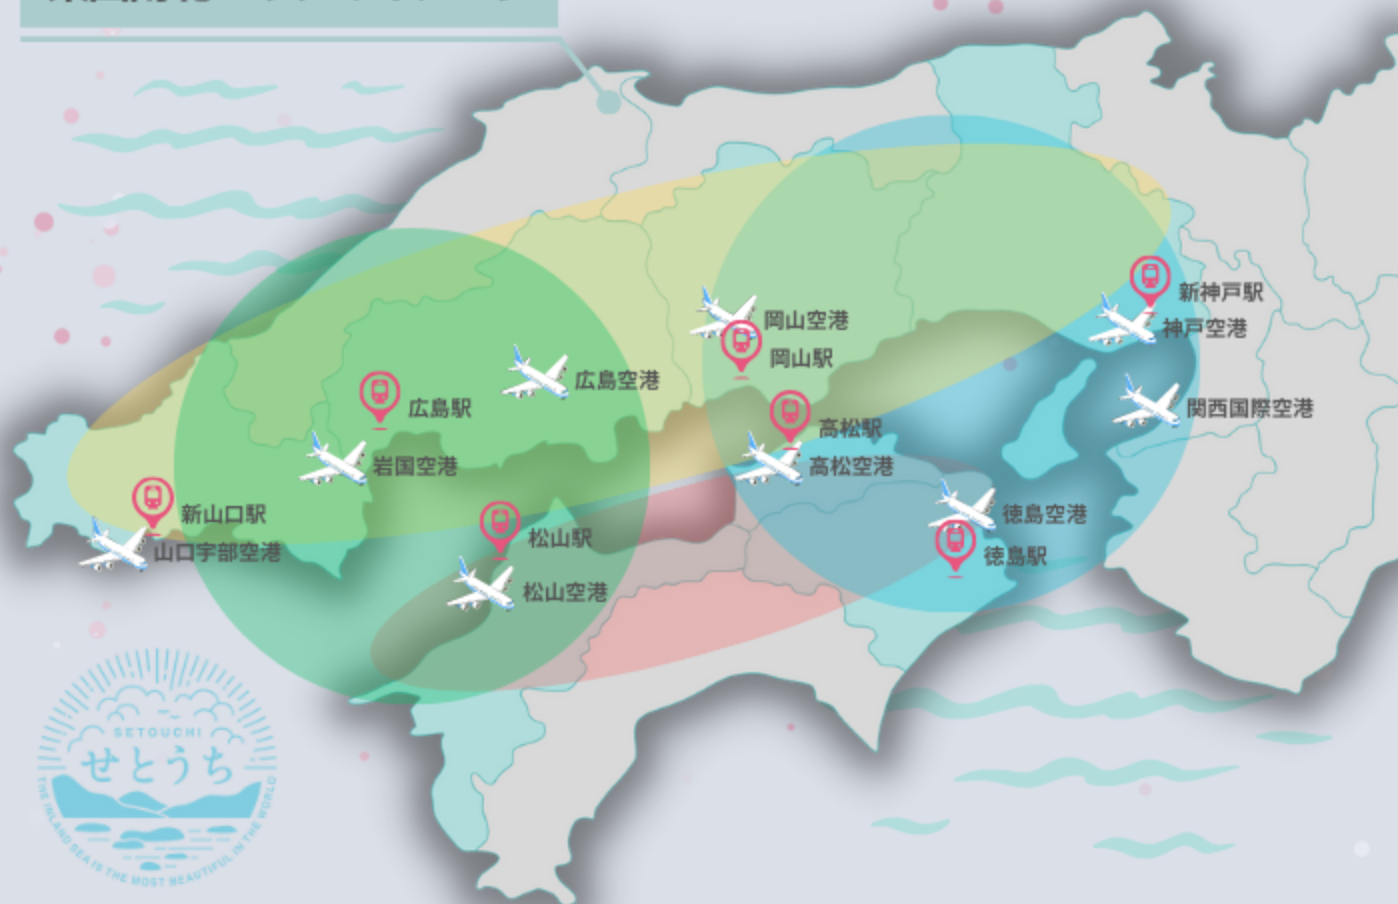 新神戸駅
神戸空港
岡山空港
岡山駅
広島空港
関西国際空港
広島駅
高松駅
岩国空港
高松空港
新山口駅
徳島空港
山口宇部空港
松山駅
徳島駅
松山空港
SETOUCHI
せとうち
THE INLAND SEA IS THE MOST BEAUTIFUL IN THE WORLD